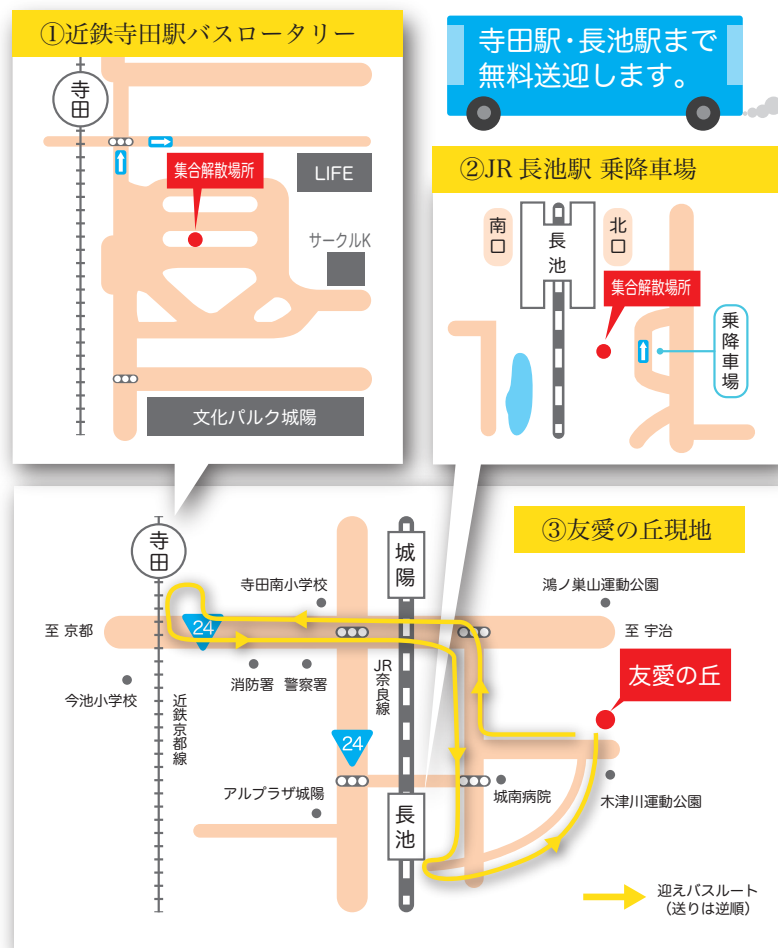 ①近鉄寺田駅バスロータリー
寺田
集合解散場所
LIFE
サークルK
文化パルク城陽
寺田駅・長池駅まで
無料送迎します。
②JR 長池駅 乗降車場
南口
長池
北口
集合解散場所
乗降車場
③友愛の丘現地
寺田
城陽
寺田南小学校
鴻ノ巣山運動公園
至 京都
24
至 宇治
消防署
警察署
JR奈良線
友愛の丘
今池小学校
近鉄京都線
24
アルプラザ城陽
長池
城南病院
木津川運動公園
迎えバスルート
(送りは逆順)